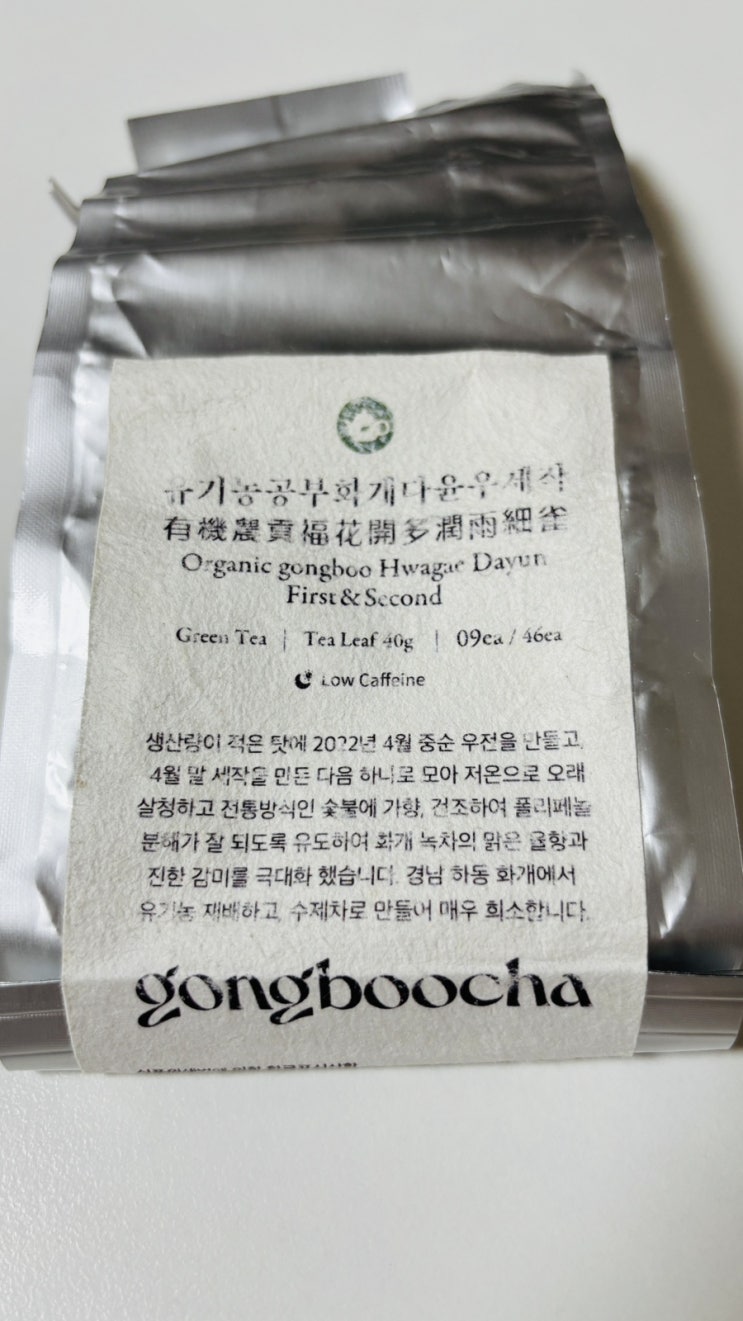 유기농공부화개다윤우세작
有機農貢福花開多潤雨細雀
Organic gongboo Hwagae Dayun
First & Second
Green Tea | Tea Leaf 40g | 09ea / 46ea
Low Caffeine
생산량이 적은 탓에 2022년 4월 중순 우전을 만들고,
4월 말 세작을 만든 다음 하나로 모아 저온으로 오래
살청하고 전통방식인 숯불에 가향, 건조하여 폴리페놀
분해가 잘 되도록 유도하여 화개 녹차의 맑은 율향과
진한 감미를 극대화 했습니다. 경남 하동 화개에서
유기농 재배하고, 수제차로 만들어 매우 희소합니다.
gongboocha